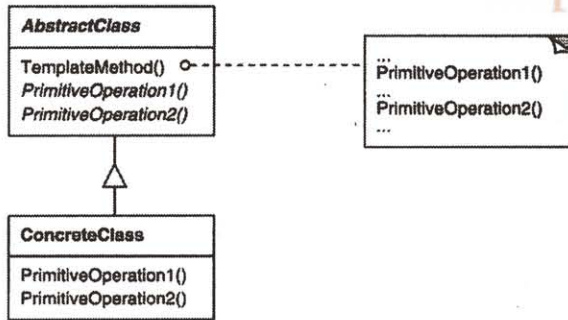 AbstractClass
TemplateMethod()
PrimitiveOperation1()
PrimitiveOperation2()
...
PrimitiveOperation1()
...
PrimitiveOperation2()
...
ConcreteClass
PrimitiveOperation1()
PrimitiveOperation2()